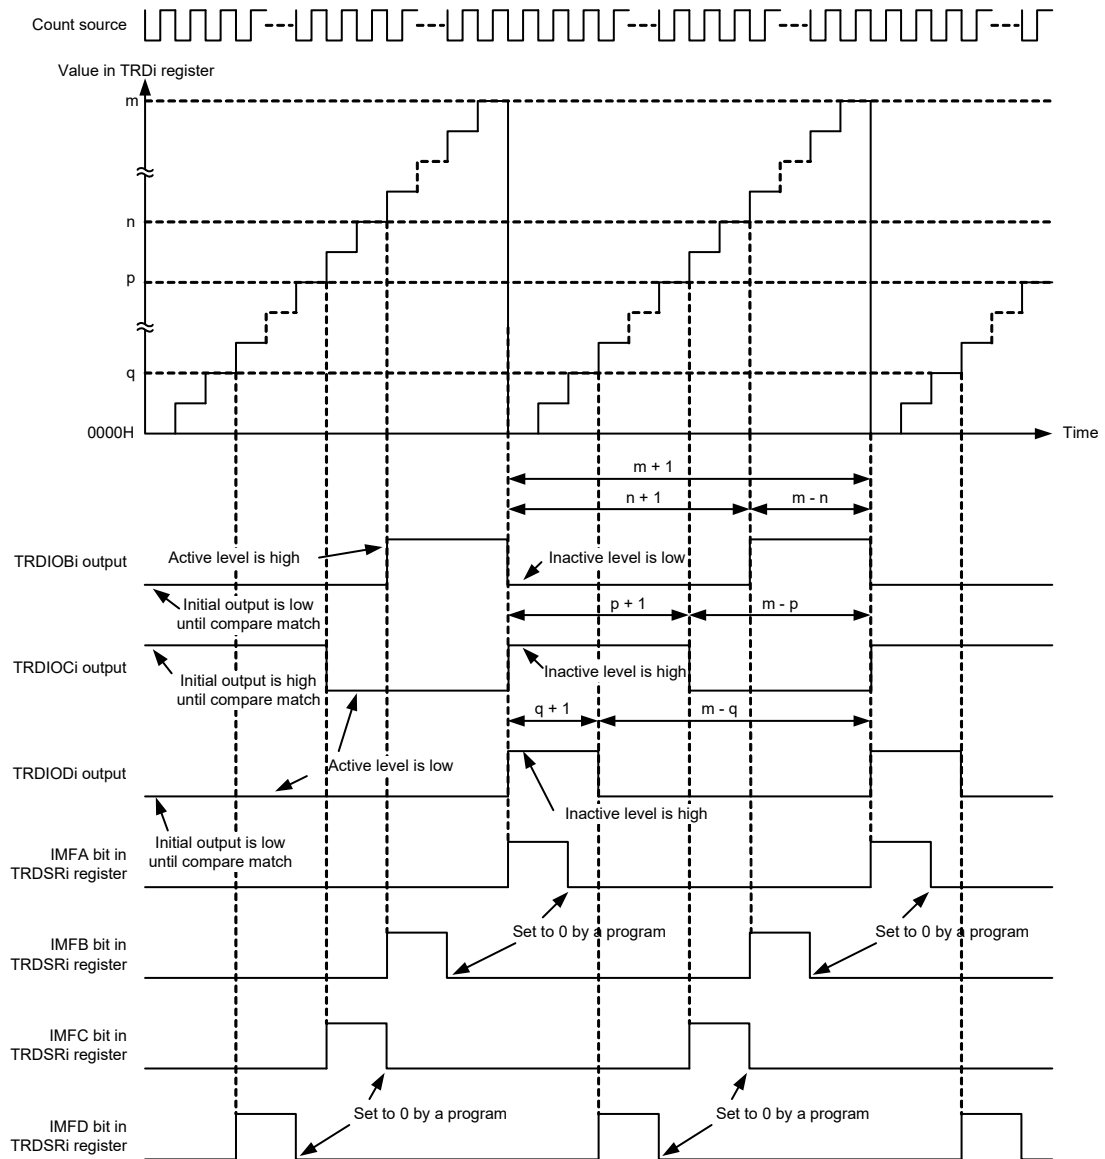 Count source
Value in TRDi register
m
n
p
q
0000H
Time
m + 1
n + 1
m - n
TRDIOBi output
Active level is high
Inactive level is low
Initial output is low
until compare match
p + 1
m - p
TRDIOCi output
Initial output is high
until compare match
Inactive level is high
q + 1
m - q
TRDIODi output
Active level is low
Inactive level is high
Initial output is low
until compare match
IMFA bit in
TRDSRi register
Set to 0 by a program
Set to 0 by a program
IMFB bit in
TRDSRi register
IMFC bit in
TRDSRi register
Set to 0 by a program
Set to 0 by a program
IMFD bit in
TRDSRi register